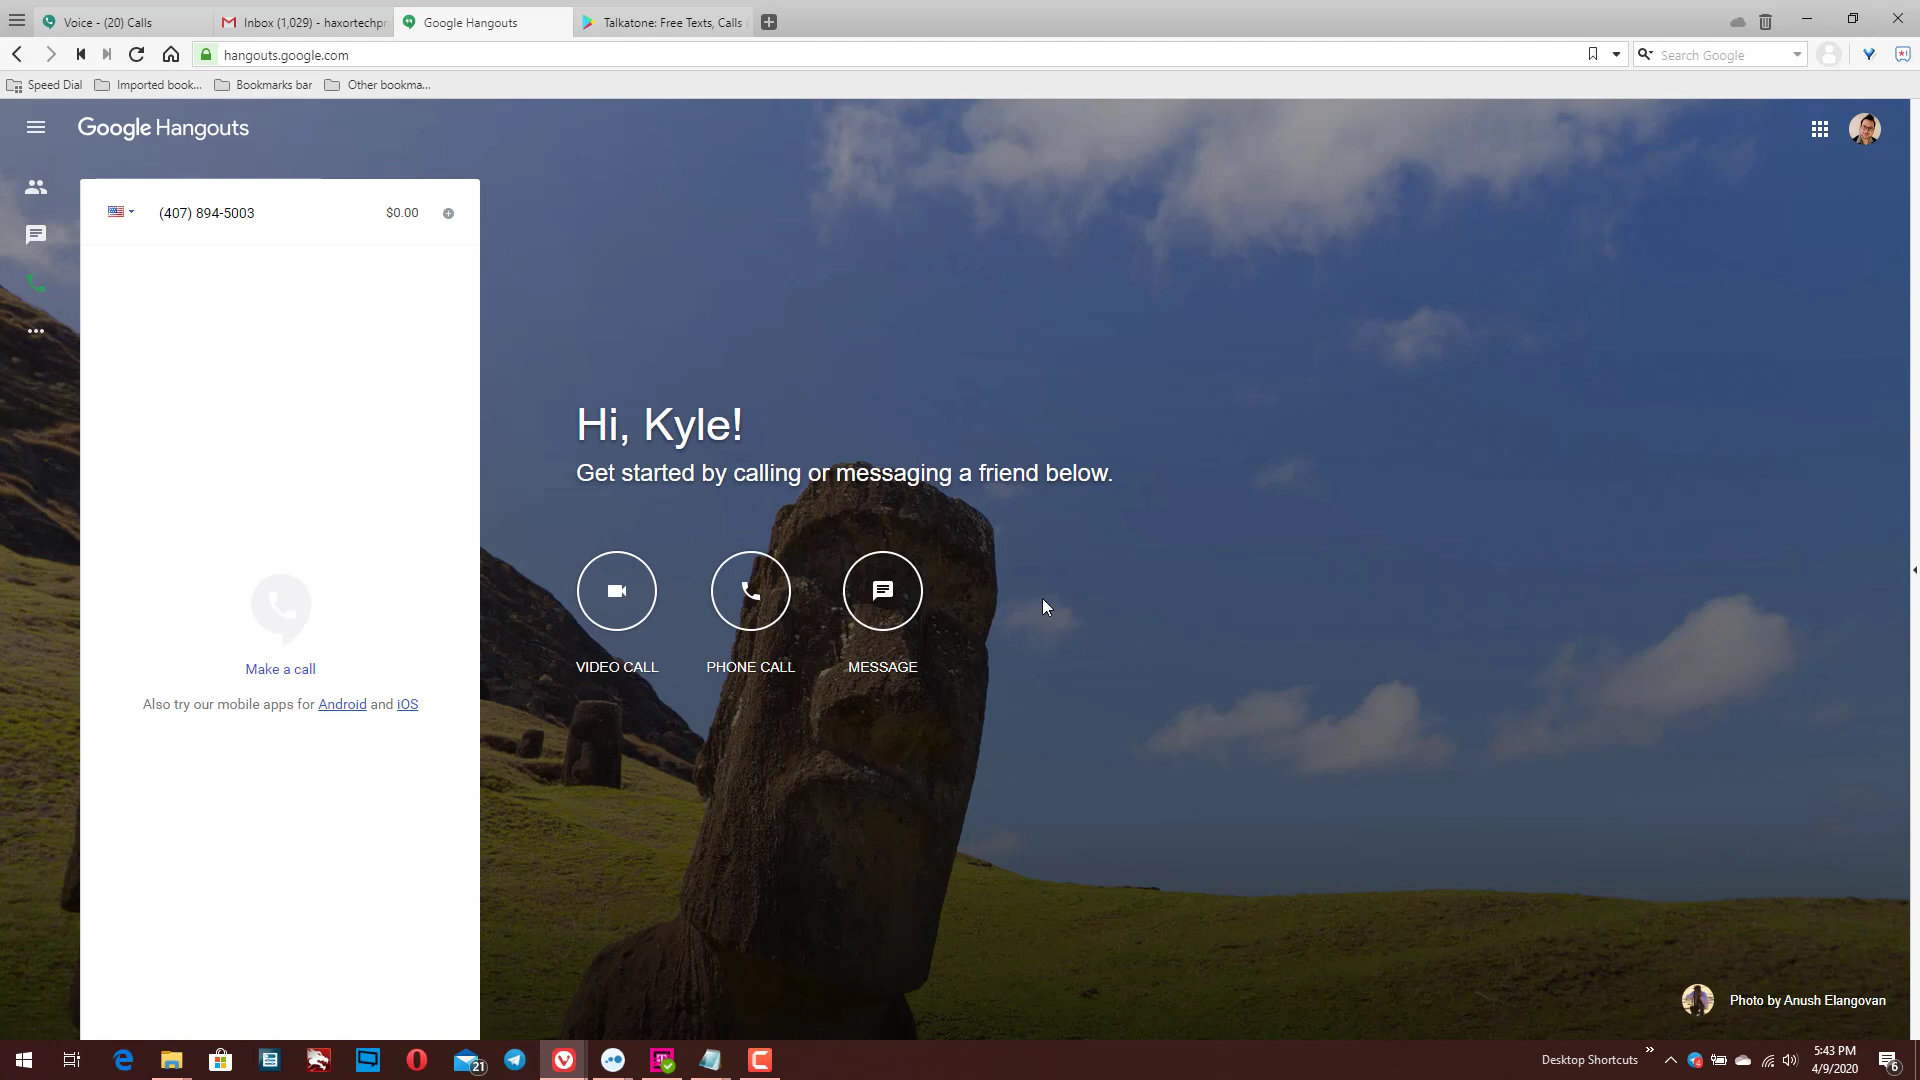 Voice - (20) Calls
Inbox (1,029) - haxortechpr
Google Hangouts
Talkatone: Free Texts, Calls
hangouts.google.com
Search Google
Speed Dial
Imported book...
Bookmarks bar
Other bookma...
Google Hangouts
(407) 894-5003
$0.00
Hi, Kyle!
Get started by calling or messaging a friend below.
VIDEO CALL
PHONE CALL
MESSAGE
Make a call
Also try our mobile apps for Android and iOS
Photo by Anush Elangovan
21
Desktop Shortcuts
»
4
5:43 PM
4/9/2020
6